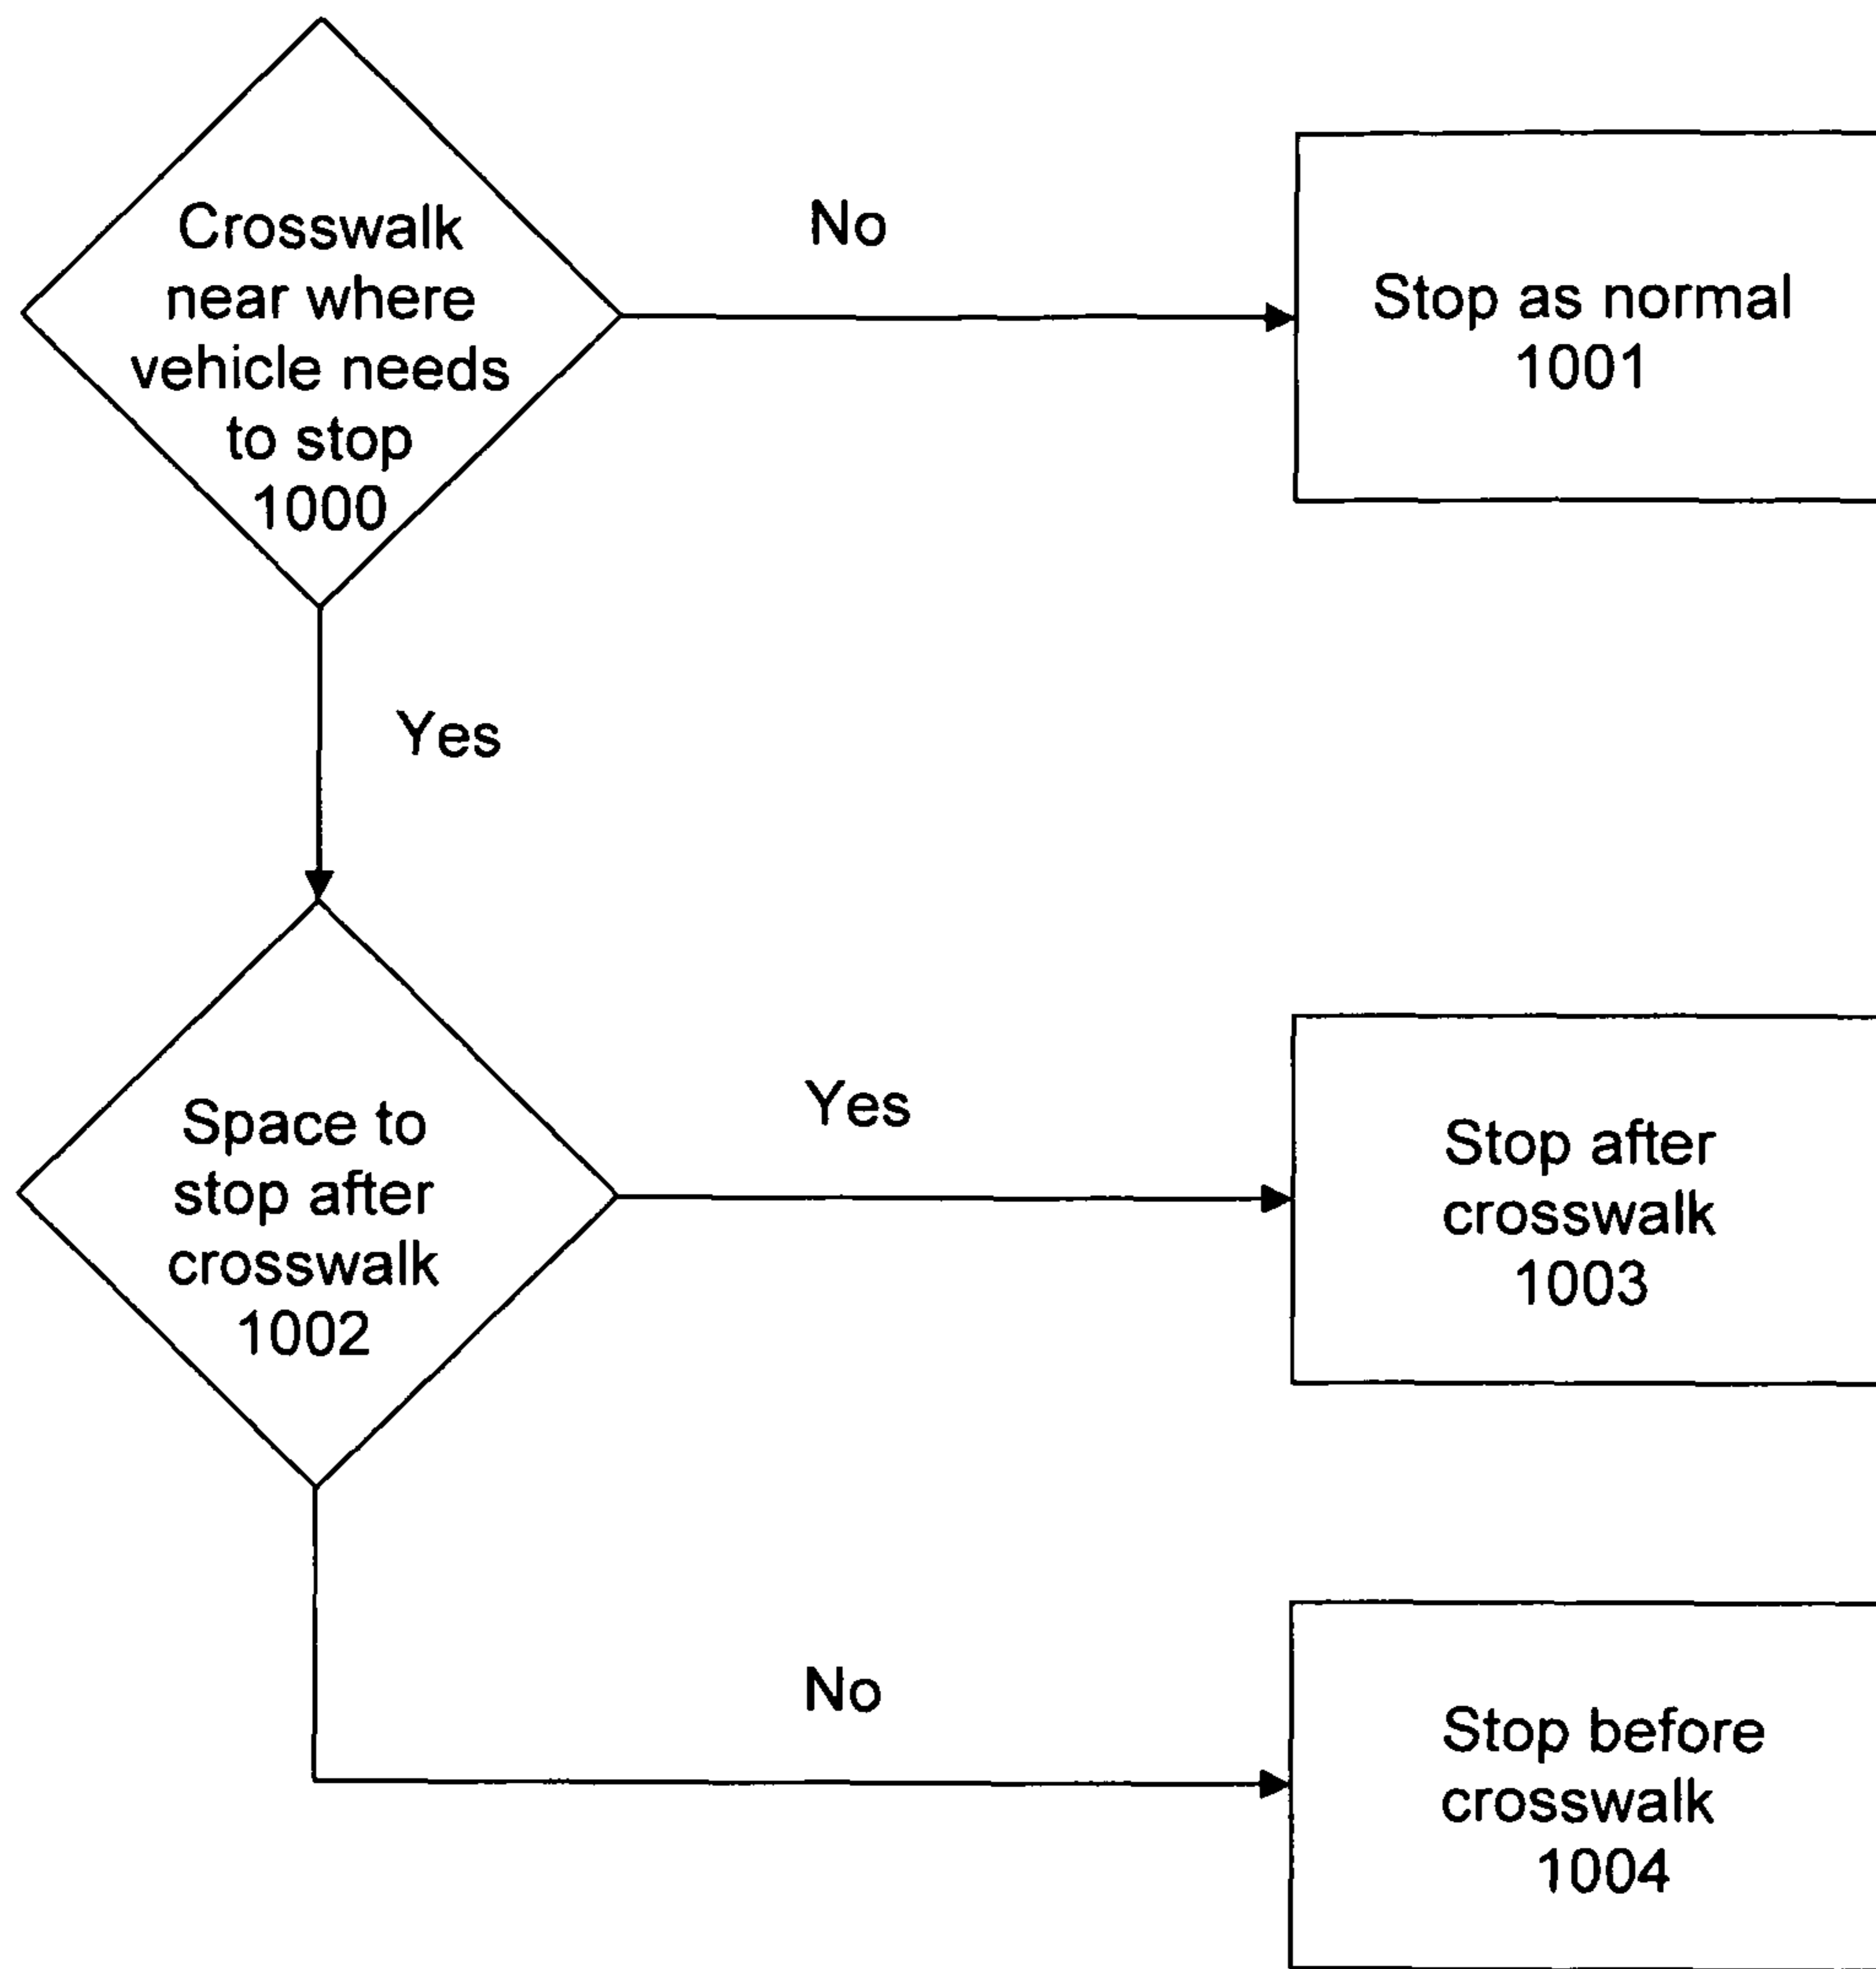 Crosswalk
near where
vehicle needs
to stop
1000
No
Stop as normal
1001
Yes
Space to
stop after
crosswalk
1002
Yes
Stop after
crosswalk
1003
No
Stop before
crosswalk
1004